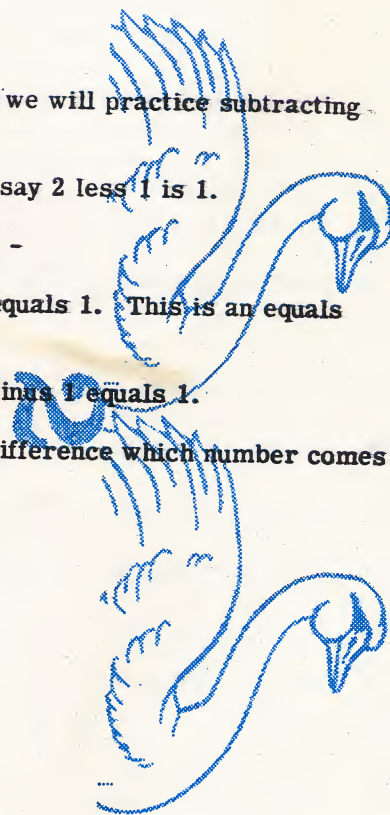 we will practice subtracting
say 2 less 1 is 1.
-
equals 1. This is an equals
inus 1 equals 1.
ifference which number comes
2